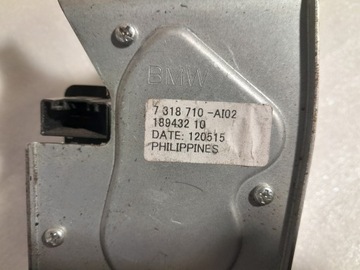 BMW
7 318 710 -AI02
189432 10
DATE: 120515
PHILIPPINES